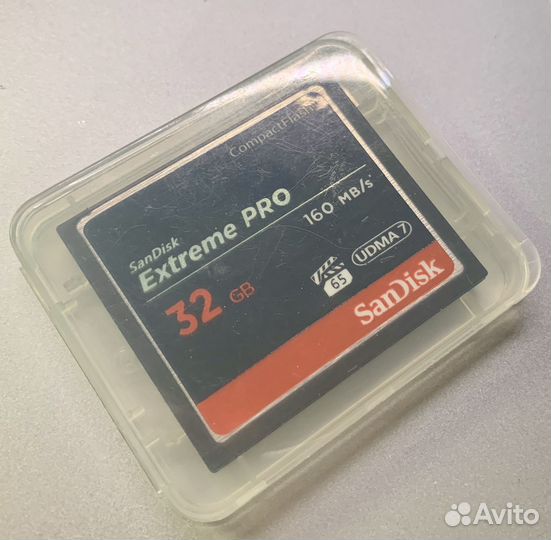 CompactFlash
SanDisk
Extreme PRO
160 MB/s
32 GB
65
UDMA 7
SanDisk
Avito